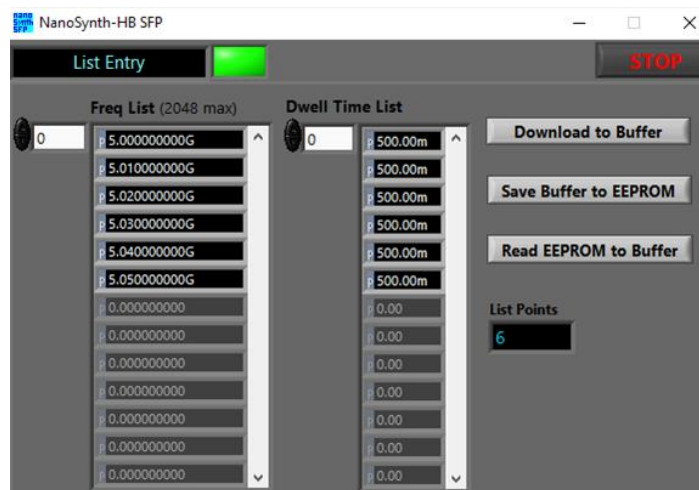 nano Synth SFP NanoSynth-HB SFP
List Entry STOP
Freq List (2048 max) Dwell Time List
0 p 5.000000000G 0 p 500.00m Download to Buffer
p 5.010000000G p 500.00m
p 5.020000000G p 500.00m Save Buffer to EEPROM
p 5.030000000G p 500.00m
p 5.040000000G p 500.00m Read EEPROM to Buffer
p 5.050000000G p 500.00m
p 0.000000000 p 0.00 List Points
p 0.000000000 p 0.00 6
p 0.000000000 p 0.00
p 0.000000000 p 0.00
p 0.000000000 p 0.00
p 0.000000000 p 0.00
p 0.000000000 p 0.00